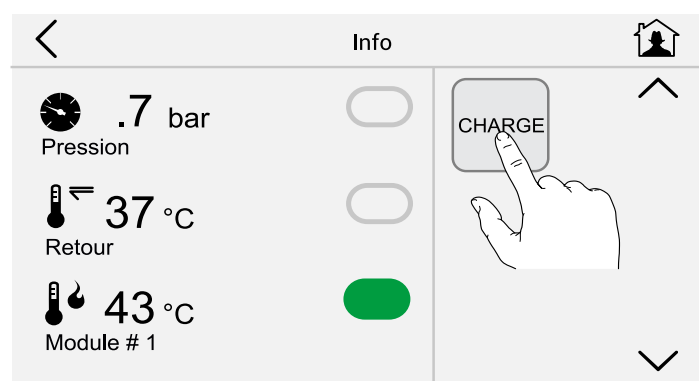 Info
.7 bar
Pression
37 °C
Retour
43 °C
Module # 1
CHARGE